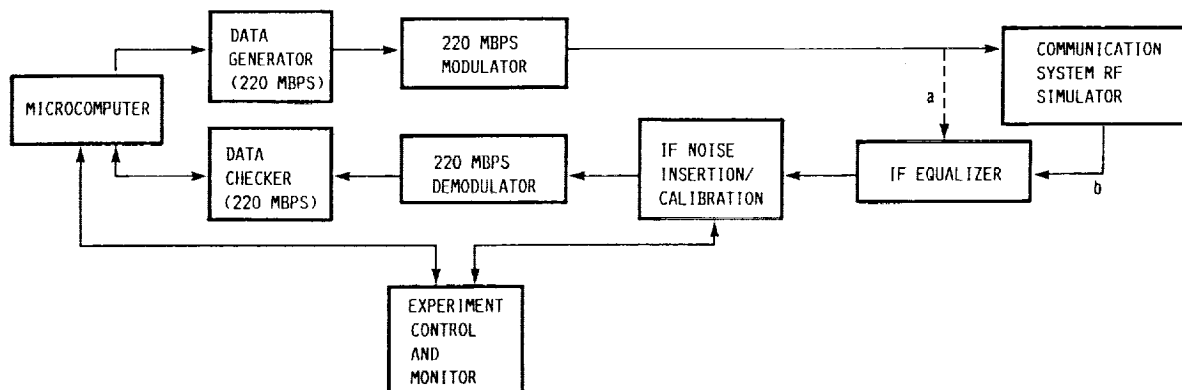 MICROCOMPUTER
DATA
GENERATOR
(220 MBPS)
220 MBPS
MODULATOR
COMMUNICATION
SYSTEM RF
SIMULATOR
a
b
IF EQUALIZER
IF NOISE
INSERTION/
CALIBRATION
220 MBPS
DEMODULATOR
DATA
CHECKER
(220 MBPS)
EXPERIMENT
CONTROL
AND
MONITOR